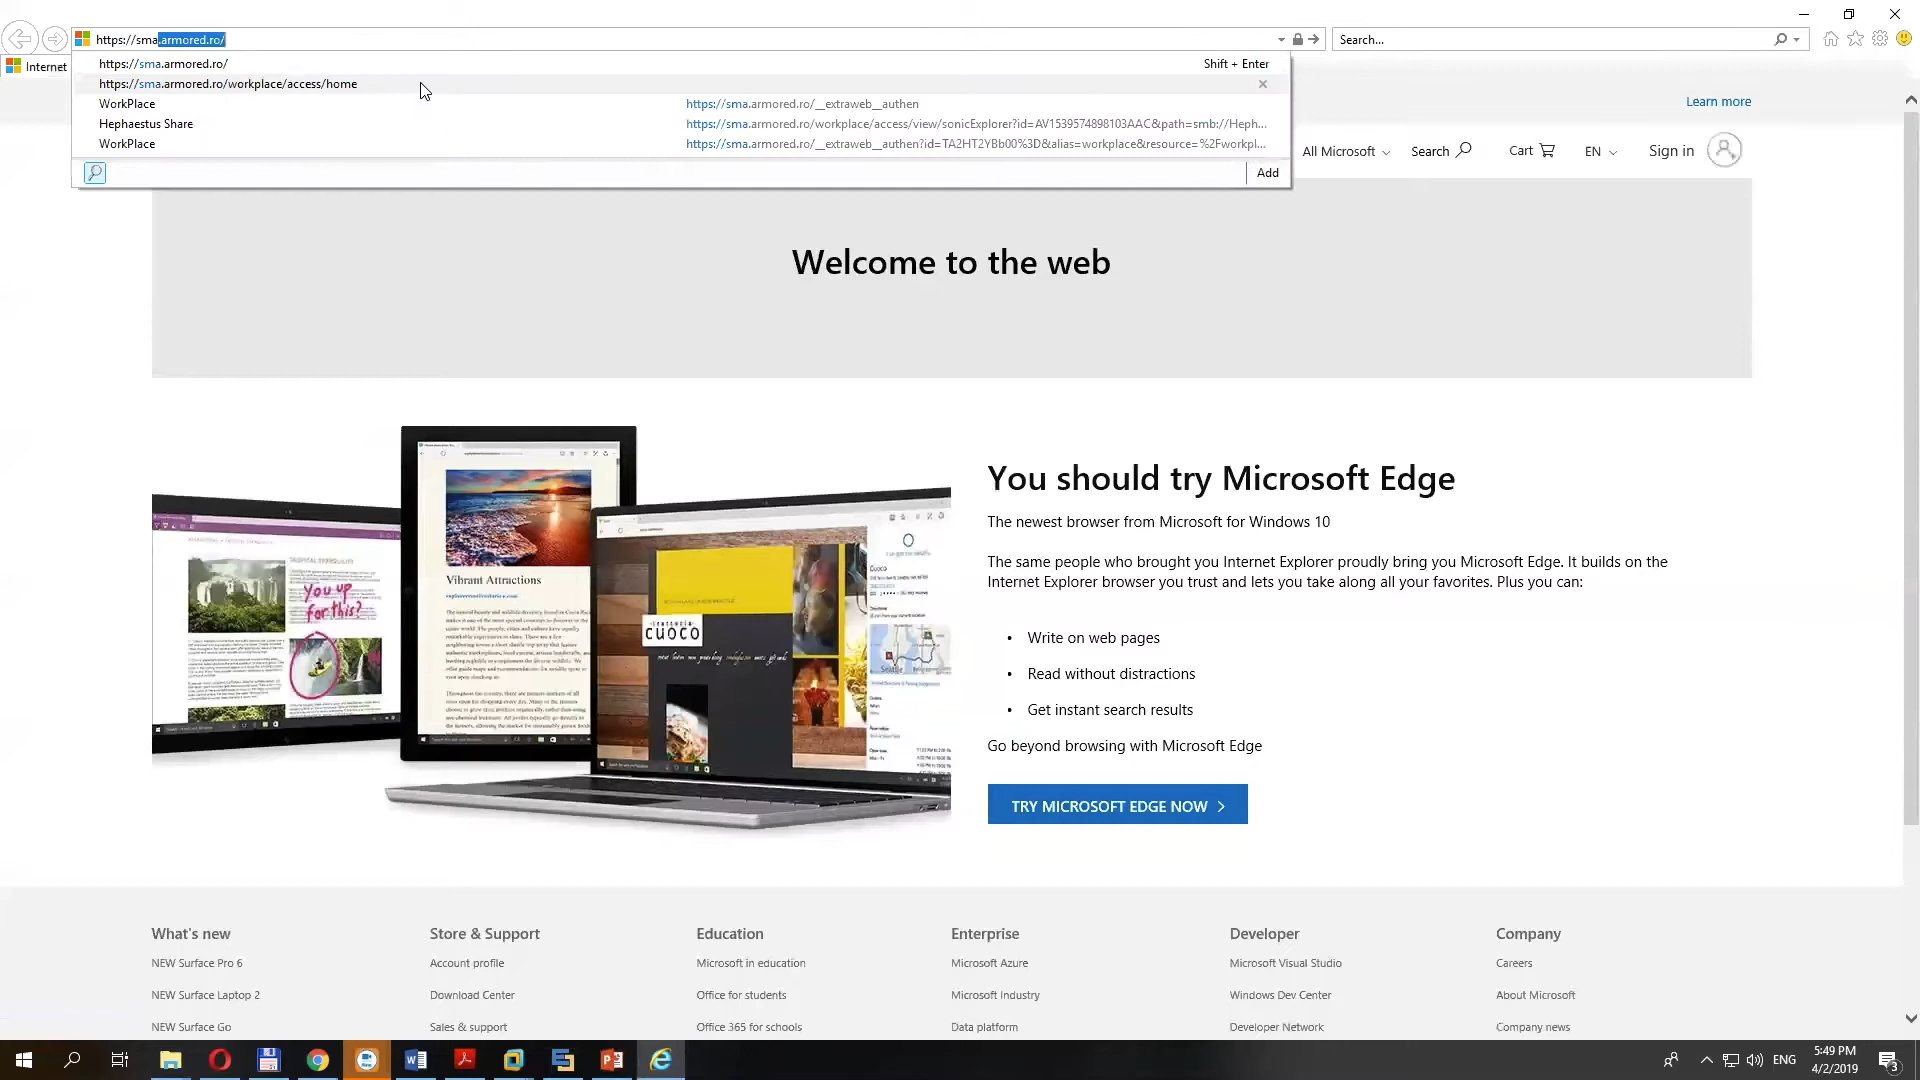 https://sma.armored.ro/
Search...
Internet
https://sma.armored.ro/
Shift + Enter
https://sma.armored.ro/workplace/access/home
WorkPlace
https://sma.armored.ro/__extraweb__authen
Hephaestus Share
https://sma.armored.ro/workplace/access/view/sonicExplorer?id=AV1539574898103AAC&path=smb://Heph...
WorkPlace
https://sma.armored.ro/__extraweb__authen?id=TA2HT2YBb00%3D&alias=workplace&resource=%2Fworkpl...
Add
Learn more
All Microsoft
Search
Cart
EN
Sign in
Welcome to the web
Vibrant Attractions
you up
for this?
CUOCO
Cuoco
You should try Microsoft Edge
The newest browser from Microsoft for Windows 10
The same people who brought you Internet Explorer proudly bring you Microsoft Edge. It builds on the
Internet Explorer browser you trust and lets you take along all your favorites. Plus you can:
• Write on web pages
• Read without distractions
• Get instant search results
Go beyond browsing with Microsoft Edge
TRY MICROSOFT EDGE NOW >
What's new
NEW Surface Pro 6
NEW Surface Laptop 2
NEW Surface Go
Store & Support
Account profile
Download Center
Sales & support
Education
Microsoft in education
Office for students
Office 365 for schools
Enterprise
Microsoft Azure
Microsoft Industry
Data platform
Developer
Microsoft Visual Studio
Windows Dev Center
Developer Network
Company
Careers
About Microsoft
Company news
ENG
5:49 PM
4/2/2019
3